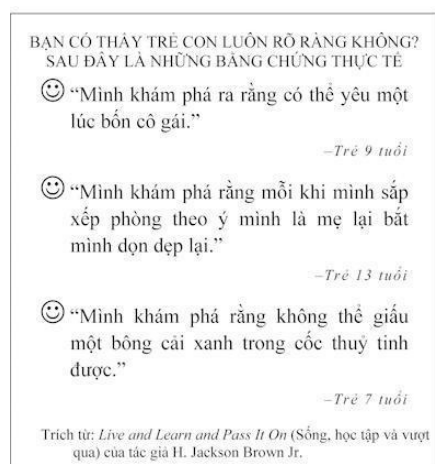 BẠN CÓ THẤY TRẺ CON LUÔN RÕ RÀNG KHÔNG?
SAU ĐÂY LÀ NHỮNG BẰNG CHỨNG THỰC TẾ
“Mình khám phá ra rằng có thể yêu một
lúc bốn cô gái.”
–Trẻ 9 tuổi
“Mình khám phá rằng mỗi khi mình sắp
xếp phòng theo ý mình là mẹ lại bắt
mình dọn dẹp lại.”
–Trẻ 13 tuổi
“Mình khám phá rằng không thể giấu
một bông cải xanh trong cốc thuỷ tinh
được.”
–Trẻ 7 tuổi
Trích từ: Live and Learn and Pass It On (Sống, học tập và vượt
qua) của tác giả H. Jackson Brown Jr.